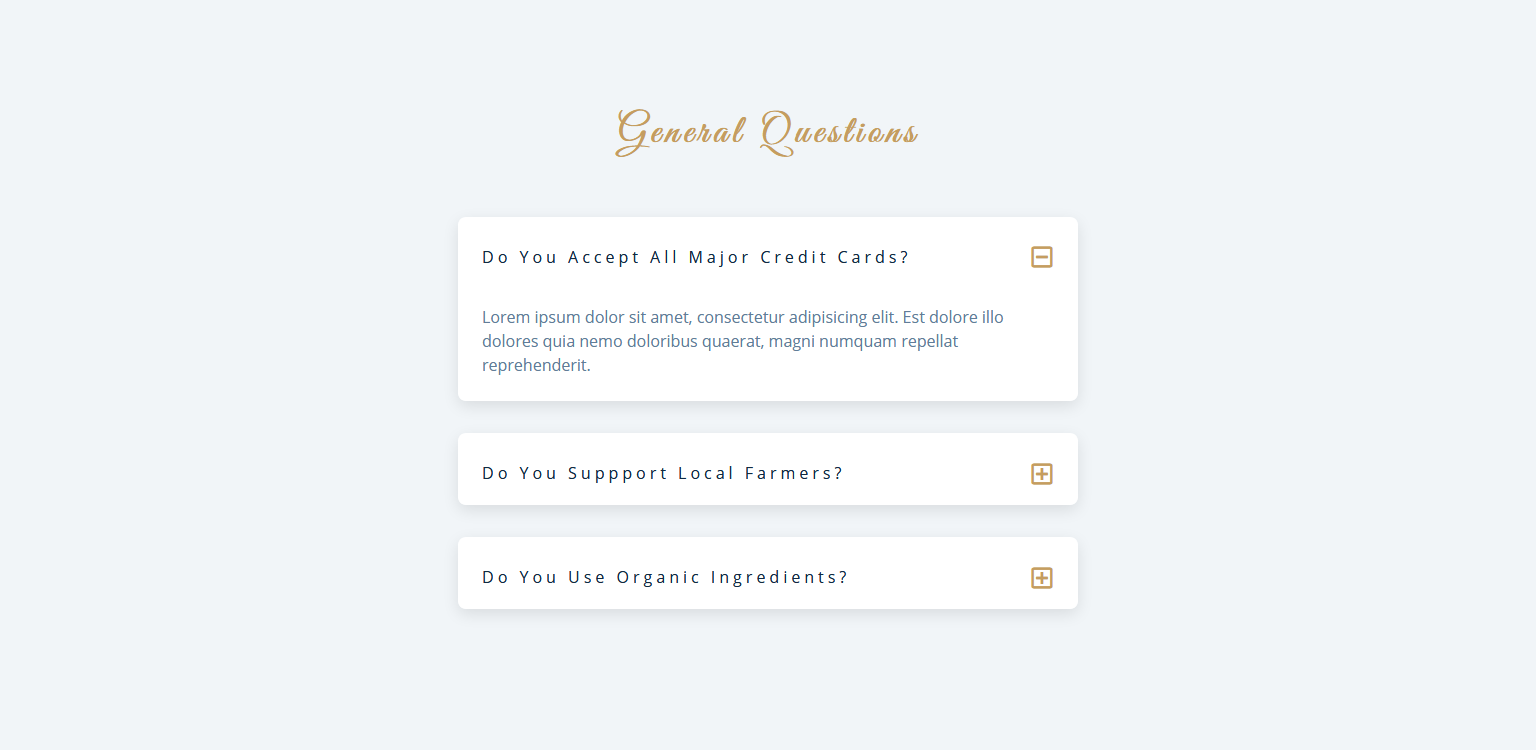 General Questions
Do You Accept All Major Credit Cards?
Lorem ipsum dolor sit amet, consectetur adipisicing elit. Est dolore illo
dolores quia nemo doloribus quaerat, magni numquam repellat
reprehenderit.
Do You Suppport Local Farmers?
Do You Use Organic Ingredients?